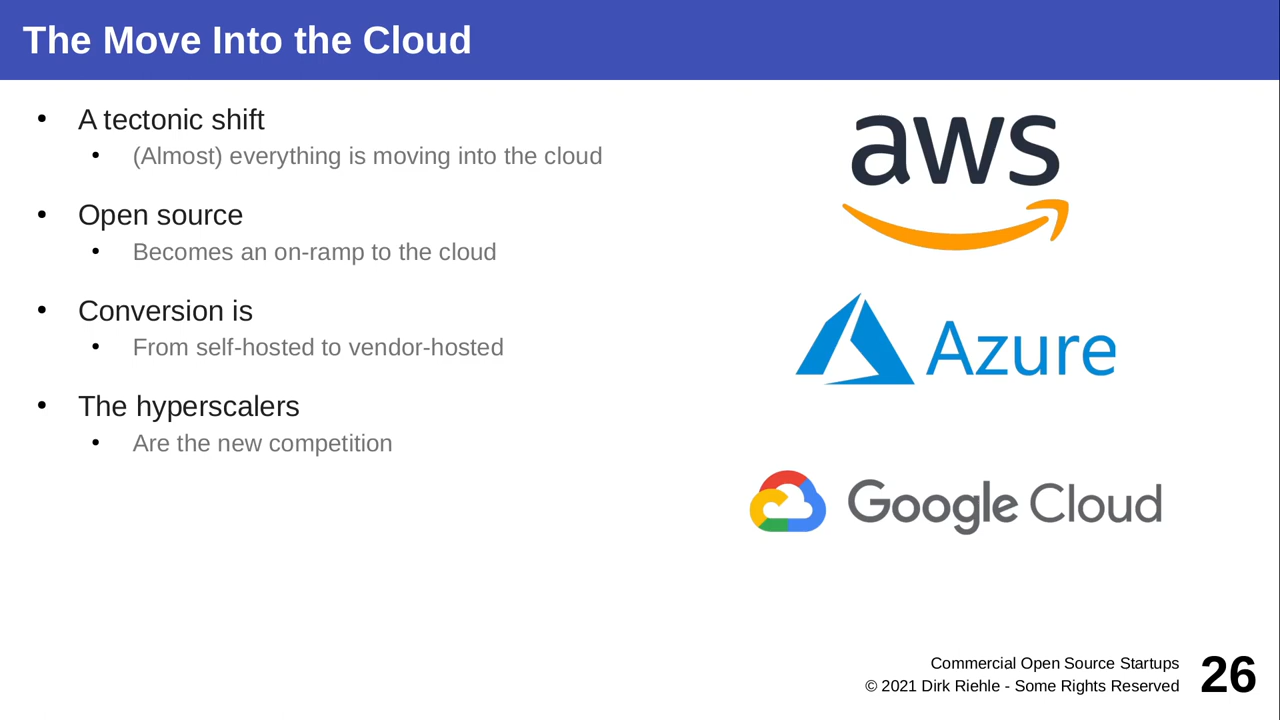 The Move Into the Cloud
• A tectonic shift
• (Almost) everything is moving into the cloud
• Open source
• Becomes an on-ramp to the cloud
• Conversion is
• From self-hosted to vendor-hosted
• The hyperscalers
• Are the new competition
aws
Azure
Google Cloud
Commercial Open Source Startups
© 2021 Dirk Riehle - Some Rights Reserved
26